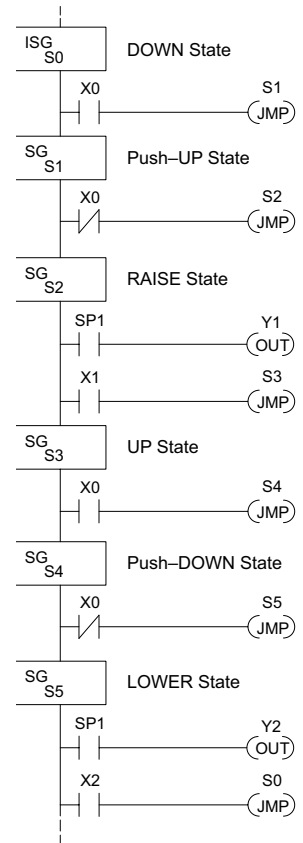 ISG
S0
DOWN State
X0
S1
JMP
SG
S1
Push–UP State
X0
S2
JMP
SG
S2
RAISE State
SP1
Y1
OUT
X1
S3
JMP
SG
S3
UP State
X0
S4
JMP
SG
S4
Push–DOWN State
X0
S5
JMP
SG
S5
LOWER State
SP1
Y2
OUT
X2
S0
JMP